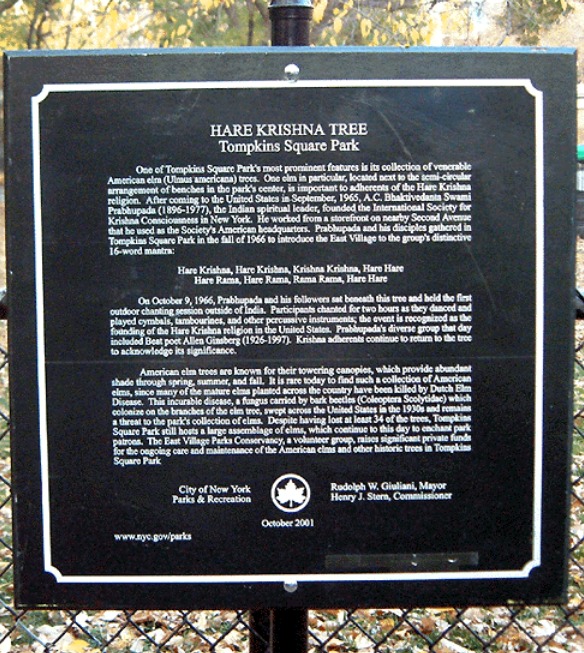 HARE KRISHNA TREE
Tompkins Square Park
One of Tompkins Square Park's most prominent features is its collection of venerable
American elm (Ulmus americana) trees. One elm in particular, located next to the semi-circular
arrangement of benches in the park's center, is important to adherents of the Hare Krishna
religion. After coming to the United States in September, 1965, A.C. Bhaktivedanta Swami
Prabhupada (1896-1977), the Indian spiritual leader, founded the International Society for
Krishna Consciousness in New York. He worked from a storefront on nearby Second Avenue
that he used as the Society's American headquarters. Prabhupada and his disciples gathered in
Tompkins Square Park in the fall of 1966 to introduce the East Village to the group's distinctive
16-word mantra:
Hare Krishna, Hare Krishna, Krishna Krishna, Hare Hare
Hare Rama, Hare Rama, Rama Rama, Hare Hare
On October 9, 1966, Prabhupada and his followers sat beneath this tree and held the first
outdoor chanting session outside of India. Participants chanted for two hours as they danced and
played cymbals, tambourines, and other percussive instruments; the event is recognized as the
founding of the Hare Krishna religion in the United States. Prabhupada's diverse group that day
included Beat poet Allen Ginsberg (1926-1997). Krishna adherents continue to return to the tree
to acknowledge its significance.
American elm trees are known for their towering canopies, which provide abundant
shade through spring, summer, and fall. It is rare today to find such a collection of American
elms, since many of the mature elms planted across the country have been killed by Dutch Elm
Disease. This incurable disease, a fungus carried by bark beetles (Coleoptera Scolytidae) which
colonize on the branches of the elm tree, swept across the United States in the 1930s and remains
a threat to the park's collection of elms. Despite having lost at least 34 of the trees, Tompkins
Square Park still hosts a large assemblage of elms, which continue to this day to enchant park
patrons. The East Village Parks Conservancy, a volunteer group, raises significant private funds
for the ongoing care and maintenance of the American elms and other historic trees in Tompkins
Square Park
City of New York
Parks & Recreation
Rudolph W. Giuliani, Mayor
Henry J. Stern, Commissioner
October 2001
www.nyc.gov/parks